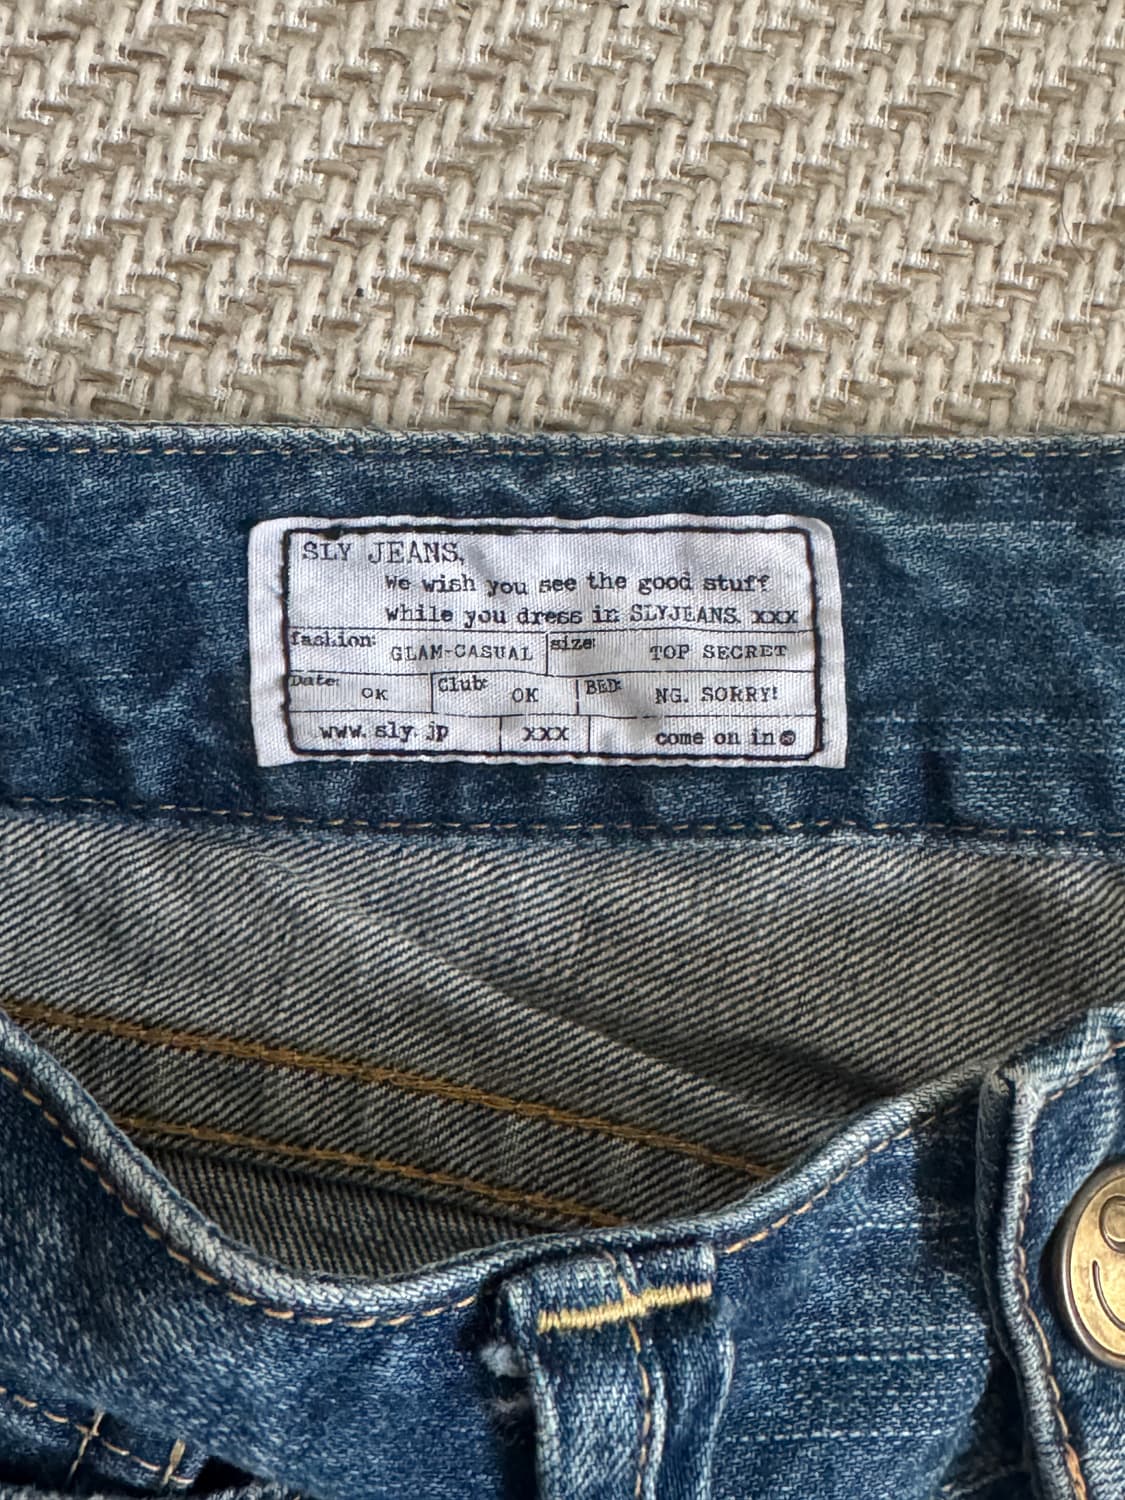 SLY JEANS,
We wish you see the good stuff
while you dress in SLYJEANS. xxx
fashion: GLAM-CASUAL size: TOP SECRET
Date: OK Club: OK BED: NG. SORRY!
www. sly. jp xxx come on in